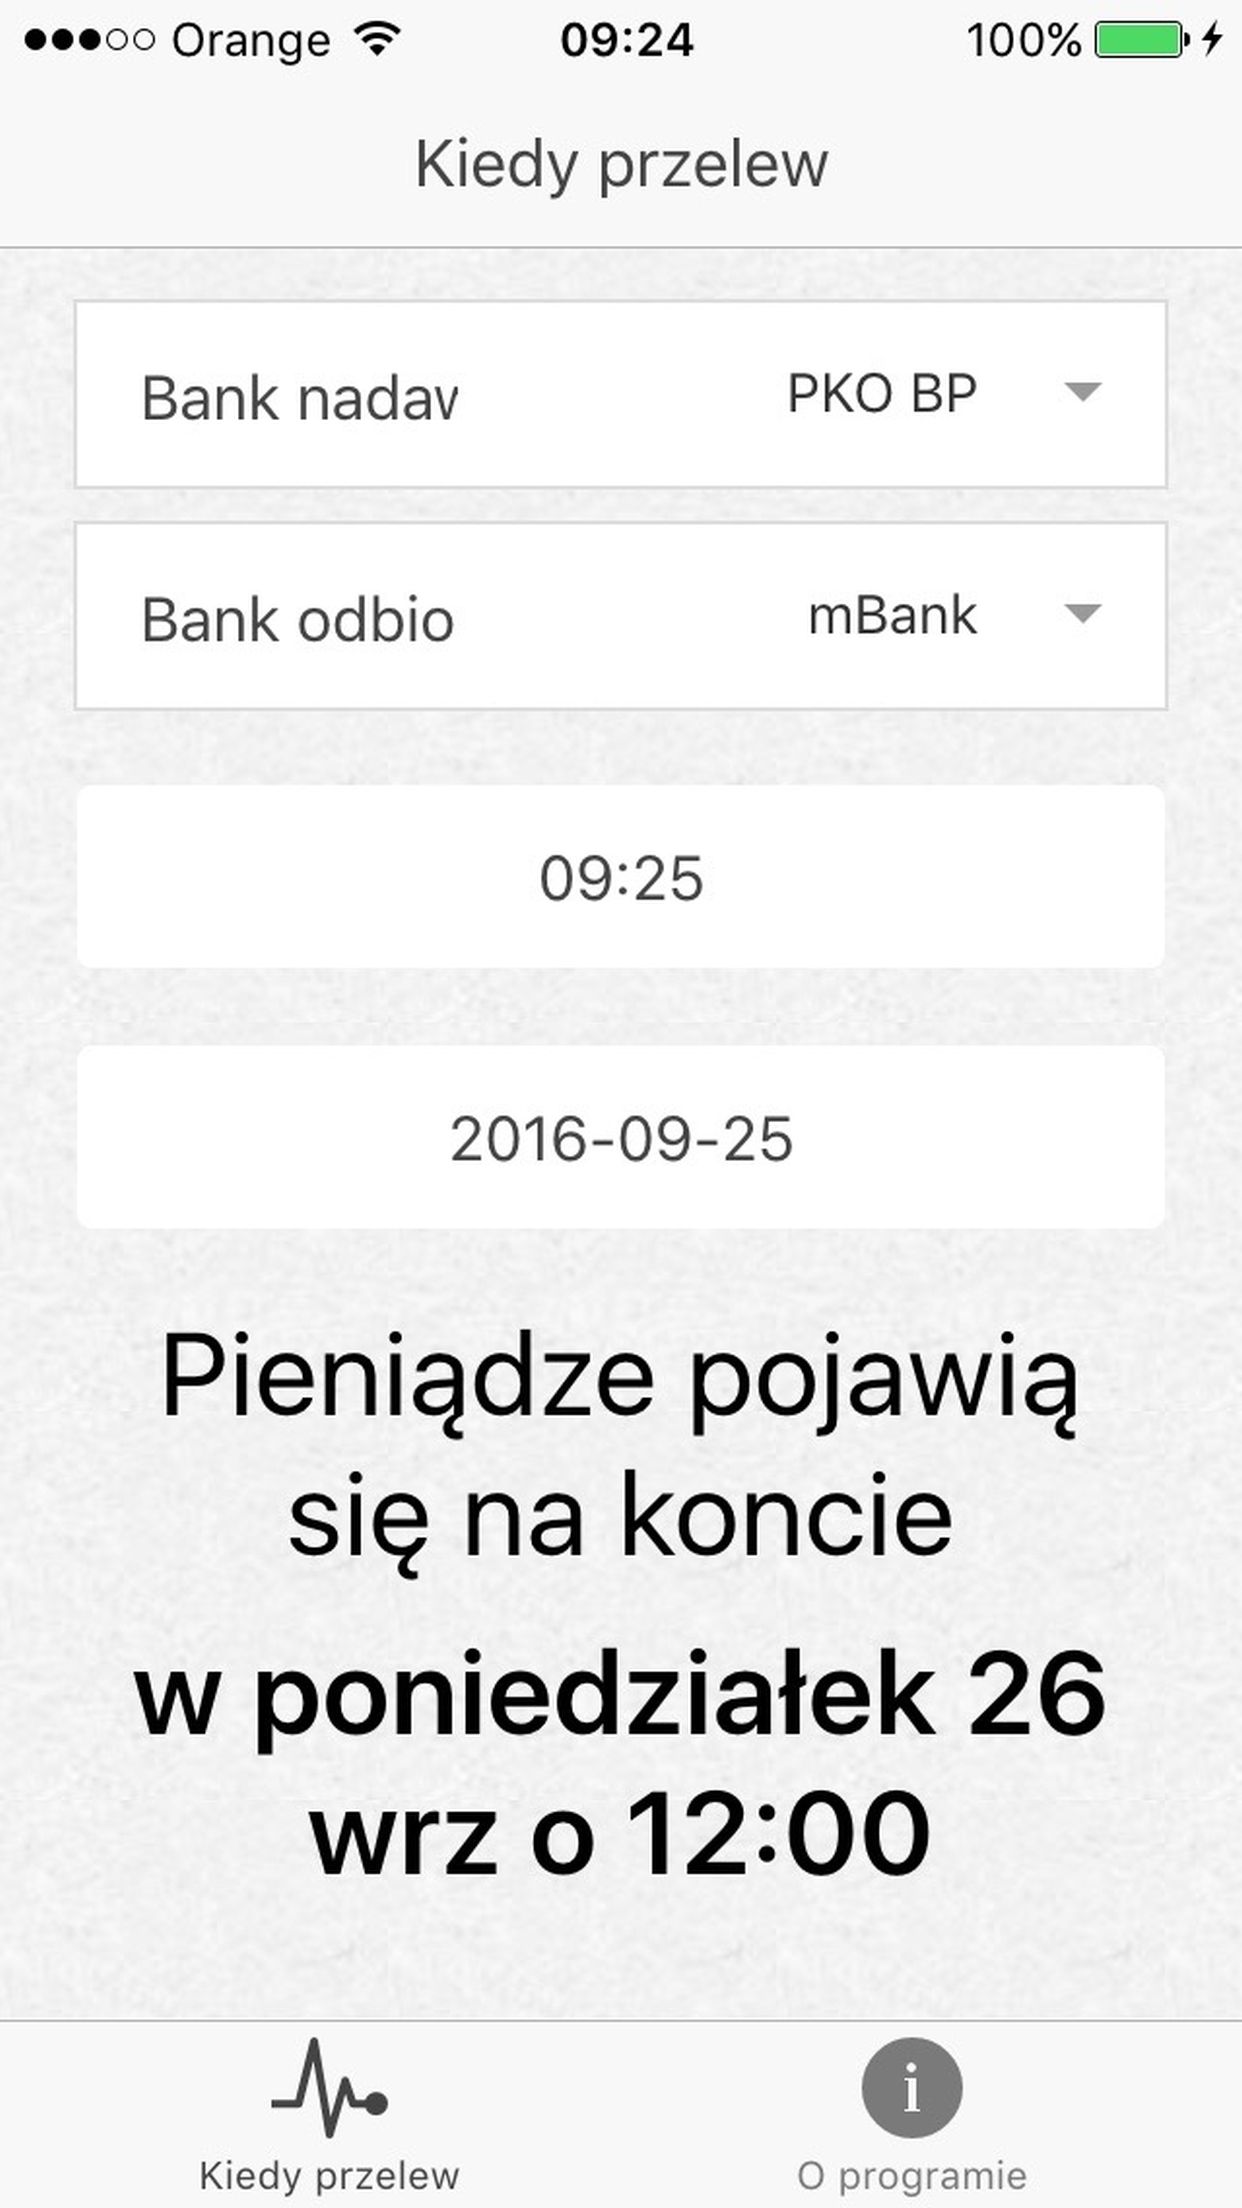 Orange 09:24 100%
Kiedy przelew
Bank nadaw PKO BP
Bank odbio mBank
09:25
2016-09-25
Pieniądze pojawią
się na koncie
w poniedziałek 26
wrz o 12:00
Kiedy przelew O programie